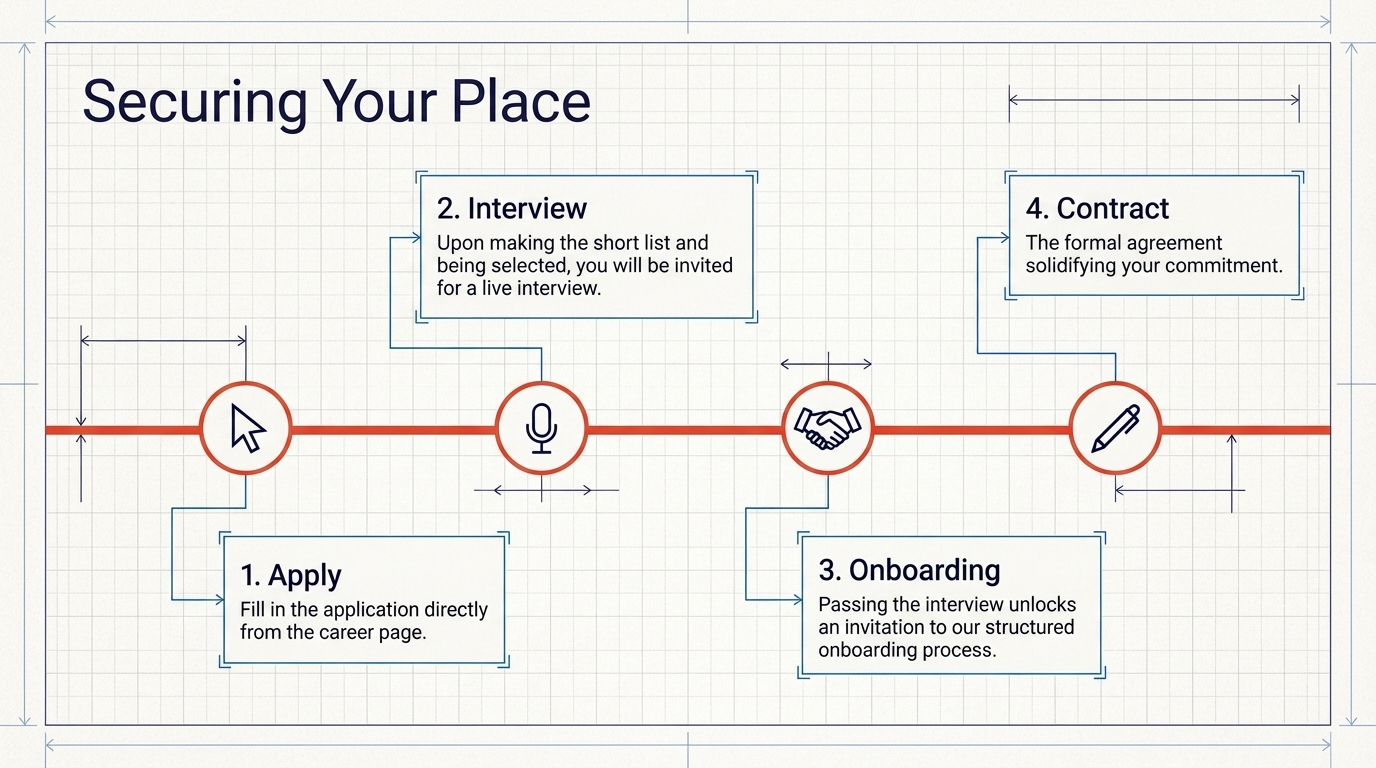 Securing Your Place
1. Apply
Fill in the application directly
from the career page.
2. Interview
Upon making the short list and
being selected, you will be invited
for a live interview.
3. Onboarding
Passing the interview unlocks
an invitation to our structured
onboarding process.
4. Contract
The formal agreement
solidifying your commitment.